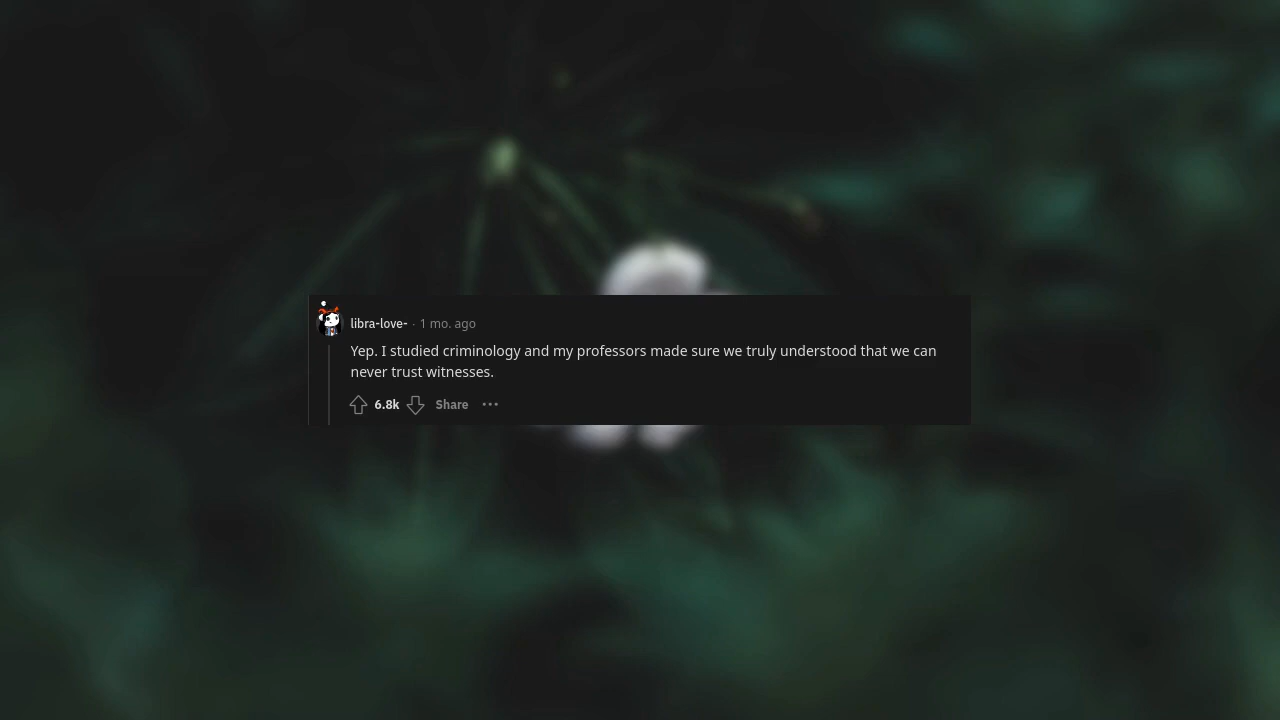 libra-love- · 1 mo. ago
Yep. I studied criminology and my professors made sure we truly understood that we can
never trust witnesses.
6.8k Share ···